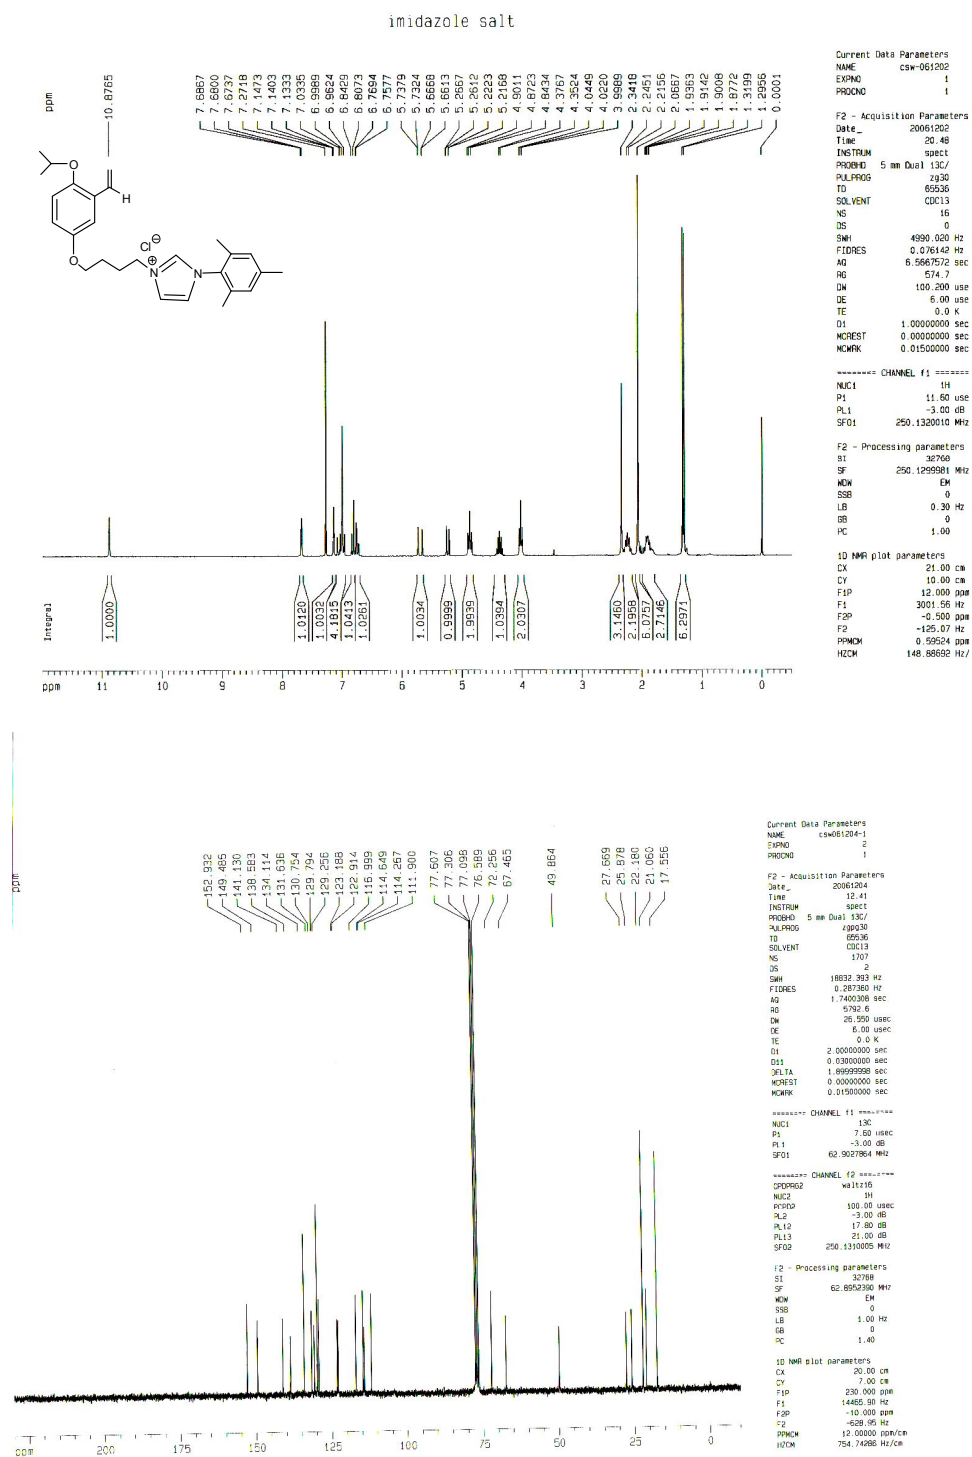 imidazole salt
ppm
10.8765
7.6867
7.6800
7.6737
7.2718
7.1473
7.1403
7.1333
7.0335
6.9989
6.9624
6.8429
6.8073
6.7694
6.7577
5.7379
5.7324
5.6668
5.6613
5.2667
5.2612
5.2223
5.2168
4.9011
4.8723
4.8434
4.3767
4.3524
4.0449
4.0220
3.9989
2.3418
2.2451
2.2156
2.0667
1.9363
1.9142
1.9008
1.8772
1.3199
1.2956
0.0001
O
H
O
Cl⊖
N
+
N
Current Data Parameters
NAME csw-061202
EXPNO 1
PROCNO 1
F2 - Acquisition Parameters
Date_ 20061202
Time 20.48
INSTRUM spect
PROBHD 5 mm Dual 13C/
PULPROG zg30
TD 65536
SOLVENT CDCl3
NS 16
DS 0
SWH 4990.020 Hz
FIDRES 0.076142 Hz
AQ 6.5667572 sec
RG 574.7
DW 100.200 use
DE 6.00 use
TE 0.0 K
D1 1.00000000 sec
MCREST 0.00000000 sec
MCWRK 0.01500000 sec
======== CHANNEL f1 =======
NUC1 1H
P1 11.60 use
PL1 -3.00 dB
SFO1 250.1320010 MHz
F2 - Processing parameters
SI 32768
SF 250.1299981 MHz
WDW EM
SSB 0
LB 0.30 Hz
GB 0
PC 1.00
1D NMR plot parameters
CX 21.00 cm
CY 10.00 cm
F1P 12.000 ppm
F1 3001.56 Hz
F2P -0.500 ppm
F2 -125.07 Hz
PPMCM 0.59524 ppm
HZCM 148.88692 Hz/
Integral
1.0000
1.0120
1.0032
4.1815
1.0413
1.0261
1.0034
0.9999
1.9939
1.0394
2.0307
3.1460
2.1958
6.0757
2.7146
6.2971
ppm 11 10 9 8 7 6 5 4 3 2 1 0
ppm
152.932
149.485
141.130
138.583
134.114
131.636
130.754
129.794
129.256
123.188
122.914
116.999
114.649
114.267
111.900
77.607
77.306
77.098
76.589
72.256
67.465
49.864
27.669
25.878
22.180
21.060
17.556
Current Data Parameters
NAME csw061204-1
EXPNO 2
PROCNO 1
F2 - Acquisition Parameters
Date_ 20061204
Time 12.41
INSTRUM spect
PROBHD 5 mm Dual 13C/
PULPROG zgpg30
TD 65536
SOLVENT CDCl3
NS 1707
DS 2
SWH 18832.393 Hz
FIDRES 0.287360 Hz
AQ 1.7400308 sec
RG 5792.6
DW 26.550 usec
DE 6.00 usec
TE 0.0 K
D1 2.00000000 sec
D11 0.03000000 sec
DELTA 1.89999998 sec
MCREST 0.00000000 sec
MCWRK 0.01500000 sec
======== CHANNEL f1 ========
NUC1 13C
P1 7.60 usec
PL1 -3.00 dB
SFO1 62.9027864 MHz
======== CHANNEL f2 ========
CPDPRG2 waltz16
NUC2 1H
PCPD2 100.00 usec
PL2 -3.00 dB
PL12 17.80 dB
PL13 21.00 dB
SFO2 250.1310005 MHz
F2 - Processing parameters
SI 32768
SF 62.8952390 MHz
WDW EM
SSB 0
LB 1.00 Hz
GB 0
PC 1.40
1D NMR plot parameters
CX 20.00 cm
CY 7.00 cm
F1P 230.000 ppm
F1 14465.90 Hz
F2P -10.000 ppm
F2 -628.95 Hz
PPMCM 12.00000 ppm/cm
HZCM 754.74286 Hz/cm
ppm 200 175 150 125 100 75 50 25 0